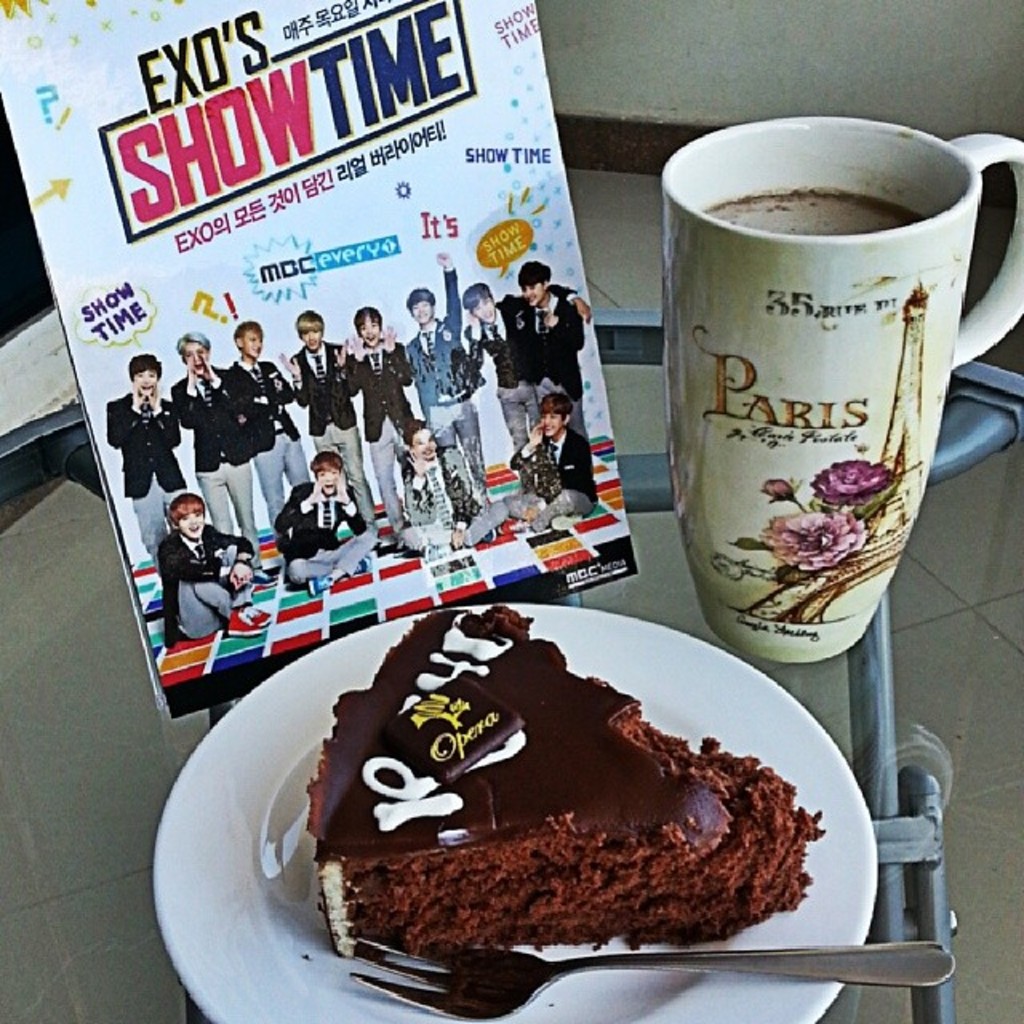 EXO'S
매주 목요일
SHOWTIME
EXO의 모든 것이 담긴 리얼 버라이어티!
SHOW
TIME
SHOW TIME
It's
SHOW
TIME
MBC every1
SHOW
TIME
MBC MEDIA
35 RUE
PARIS
Opera